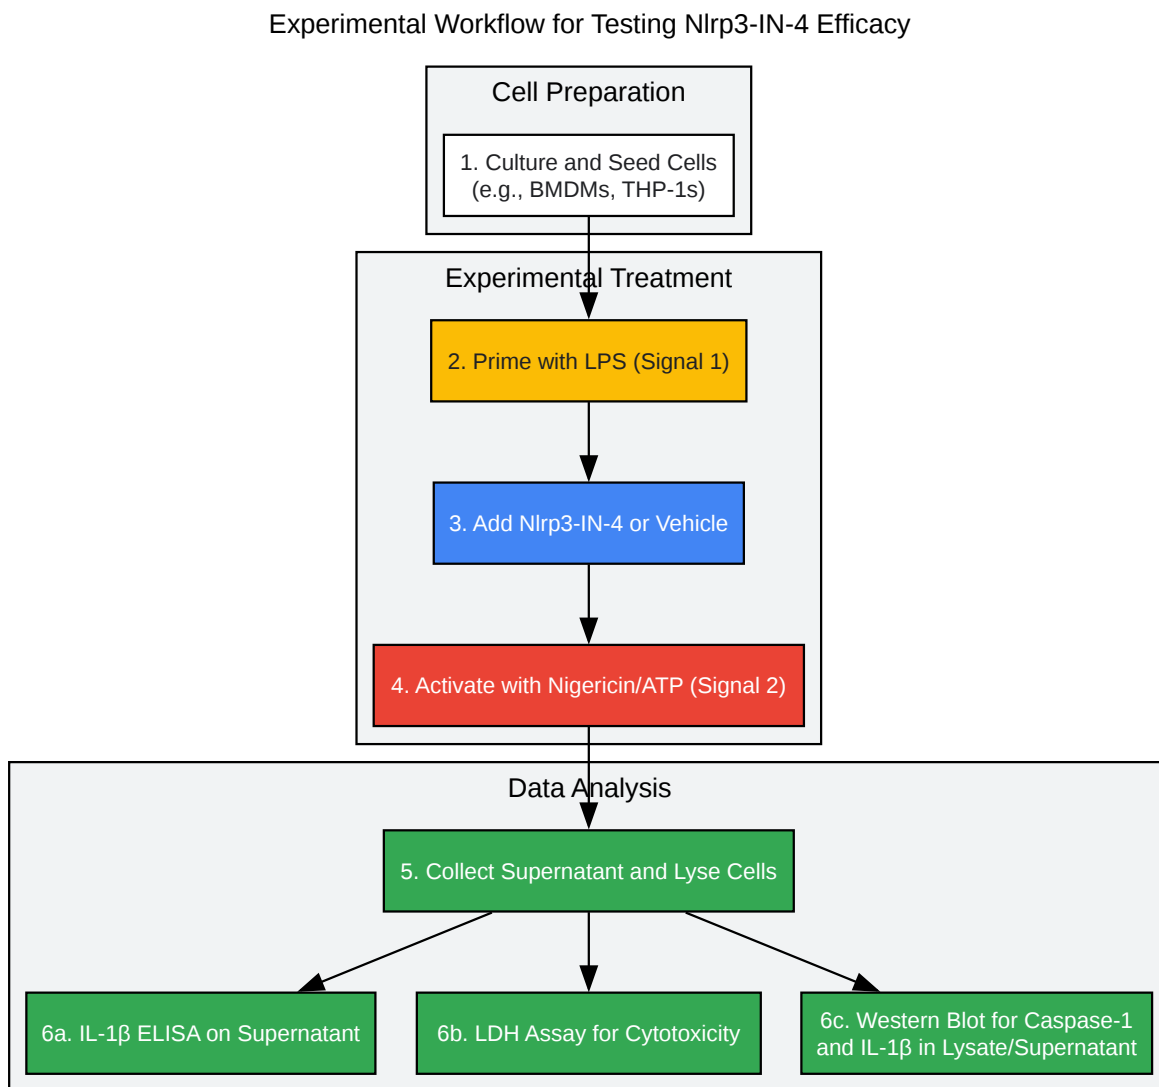 Experimental Workflow for Testing Nlrp3-IN-4 Efficacy
Cell Preparation
1. Culture and Seed Cells
(e.g., BMDMs, THP-1s)
Experimental Treatment
2. Prime with LPS (Signal 1)
3. Add Nlrp3-IN-4 or Vehicle
4. Activate with Nigericin/ATP (Signal 2)
Data Analysis
5. Collect Supernatant and Lyse Cells
6a. IL-1β ELISA on Supernatant
6b. LDH Assay for Cytotoxicity
6c. Western Blot for Caspase-1
and IL-1β in Lysate/Supernatant